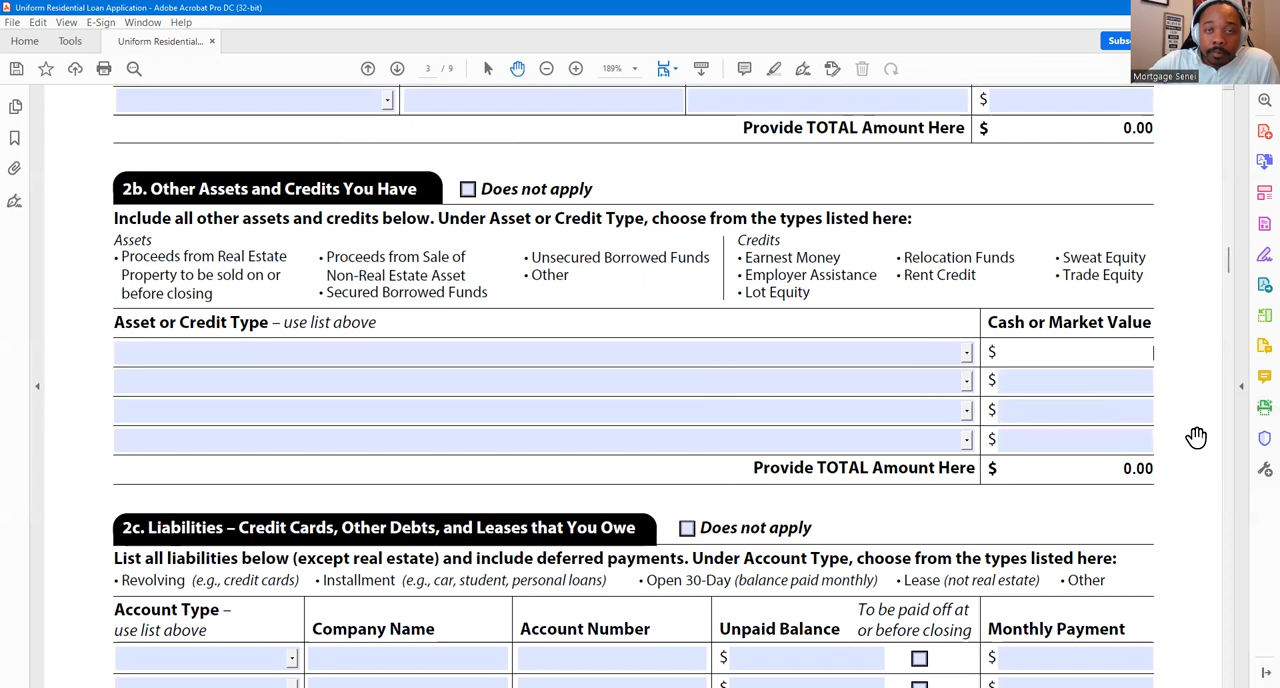 Uniform Residential Loan Application - Adobe Acrobat Pro DC (32-bit)
File Edit View E-Sign Window Help
Home Tools Uniform Residential... ×
Subs
3 / 9
189%
Mortgage Sensei
$
Provide TOTAL Amount Here $ 0.00
2b. Other Assets and Credits You Have Does not apply
Include all other assets and credits below. Under Asset or Credit Type, choose from the types listed here:
Assets
• Proceeds from Real Estate
Property to be sold on or
before closing
• Proceeds from Sale of
Non-Real Estate Asset
• Secured Borrowed Funds
• Unsecured Borrowed Funds
• Other
Credits
• Earnest Money
• Employer Assistance
• Lot Equity
• Relocation Funds
• Rent Credit
• Sweat Equity
• Trade Equity
Asset or Credit Type – use list above Cash or Market Value
$
$
$
$
Provide TOTAL Amount Here $ 0.00
2c. Liabilities – Credit Cards, Other Debts, and Leases that You Owe Does not apply
List all liabilities below (except real estate) and include deferred payments. Under Account Type, choose from the types listed here:
• Revolving (e.g., credit cards) • Installment (e.g., car, student, personal loans) • Open 30-Day (balance paid monthly) • Lease (not real estate) • Other
Account Type –
use list above
Company Name
Account Number
Unpaid Balance
To be paid off at
or before closing
Monthly Payment
$ $
$ $